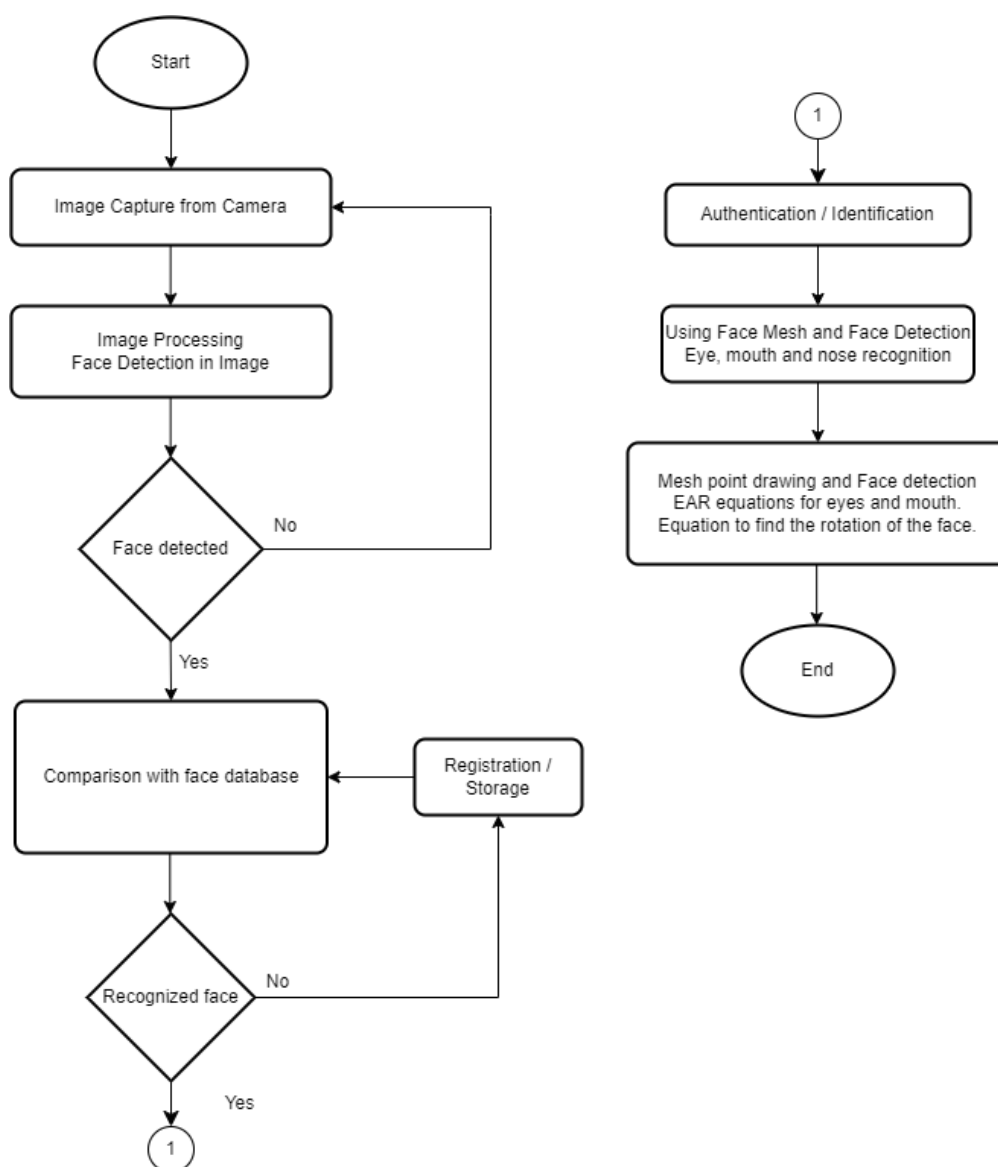 Start
Image Capture from Camera
Image Processing
Face Detection in Image
Face detected
No
Yes
Comparison with face database
Registration /
Storage
Recognized face
No
Yes
1
1
Authentication / Identification
Using Face Mesh and Face Detection
Eye, mouth and nose recognition
Mesh point drawing and Face detection
EAR equations for eyes and mouth.
Equation to find the rotation of the face.
End